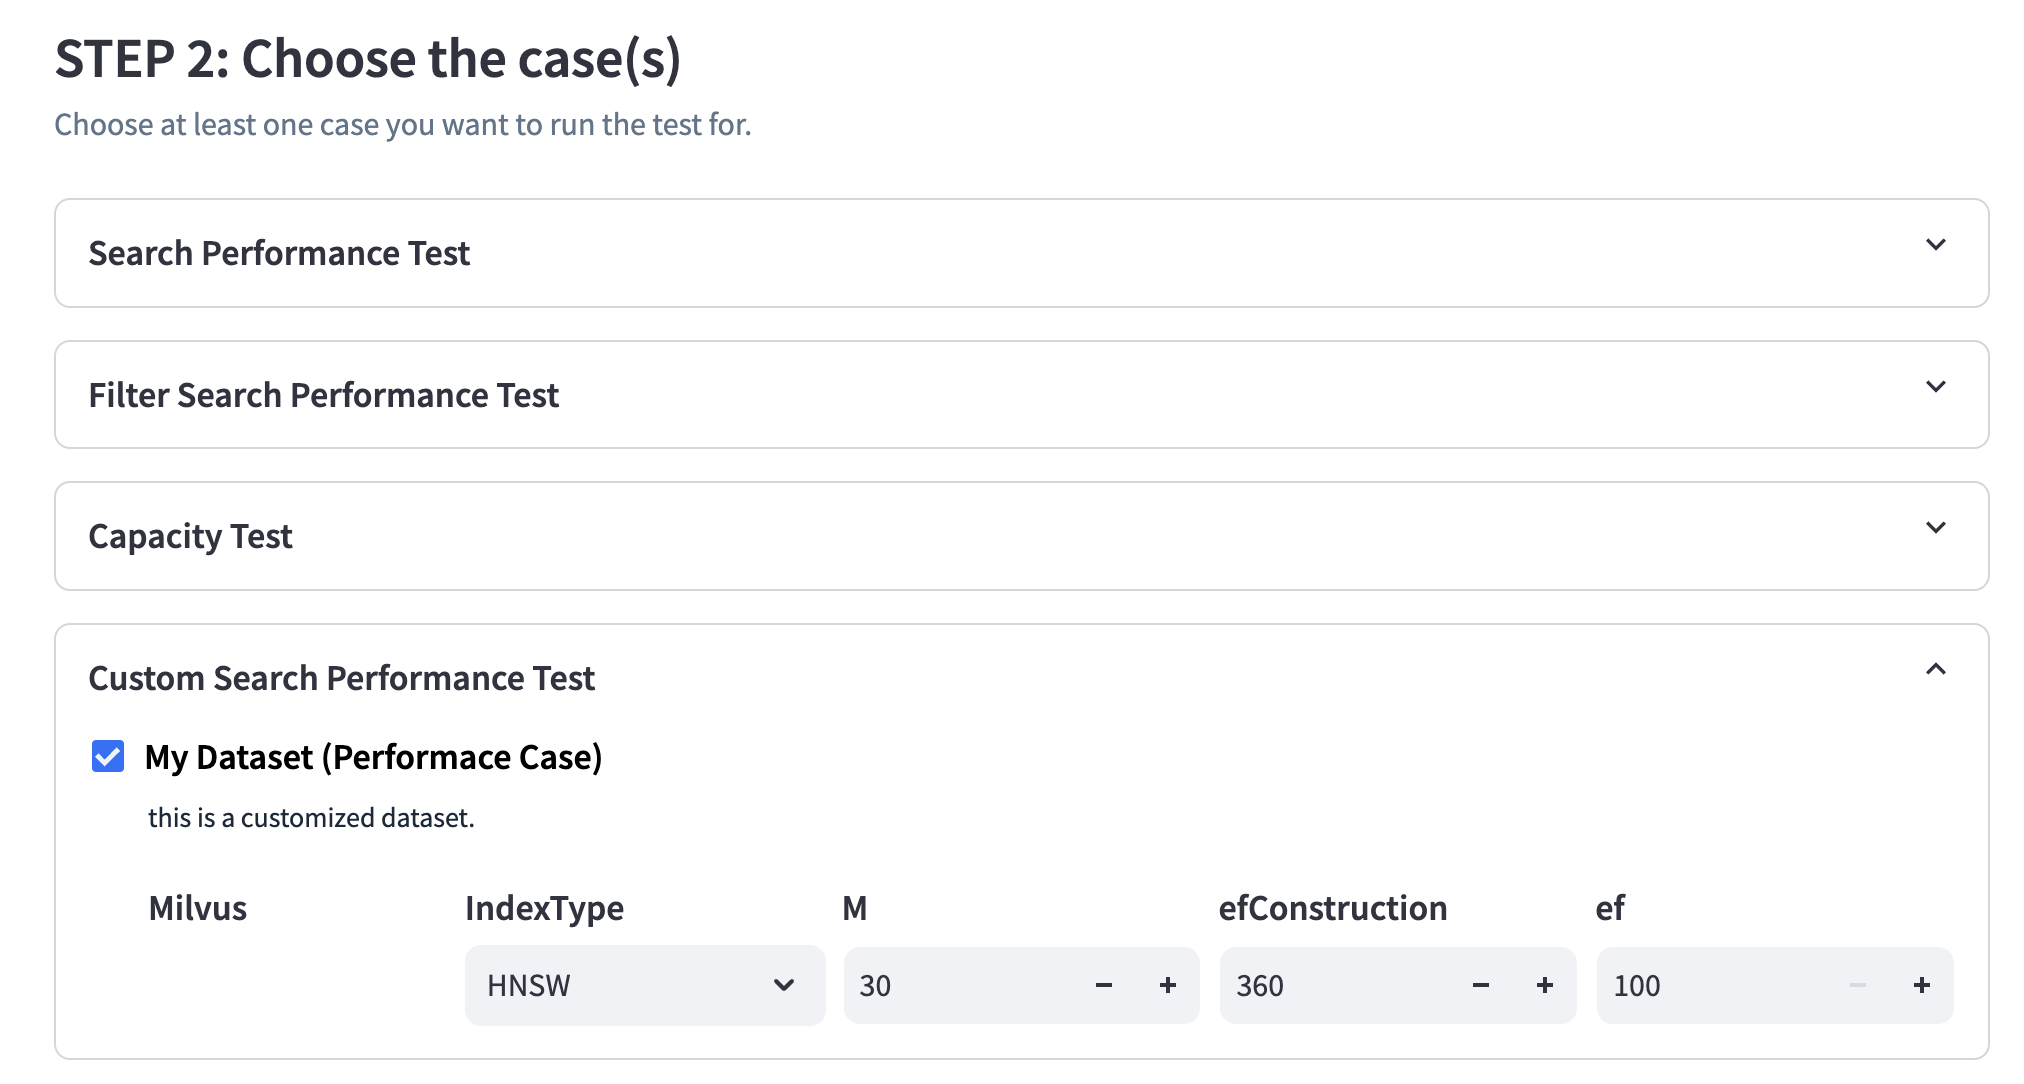 STEP 2: Choose the case(s)
Choose at least one case you want to run the test for.
Search Performance Test
Filter Search Performance Test
Capacity Test
Custom Search Performance Test
My Dataset (Performace Case)
this is a customized dataset.
Milvus IndexType M efConstruction ef
HNSW 30 − + 360 − + 100 − +